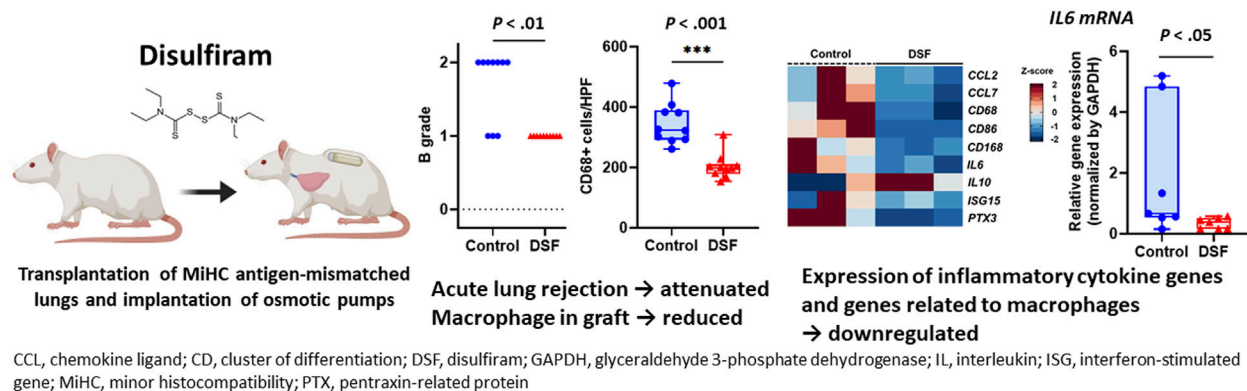 Disulfiram
N
S
S
S
S
N
Transplantation of MiHC antigen-mismatched
lungs and implantation of osmotic pumps
P < .01
B grade
2
1
0
Control
DSF
P < .001
***
CD68+ cells/HPF
600
400
200
0
Control
DSF
Acute lung rejection → attenuated
Macrophage in graft → reduced
Control
DSF
CCL2
CCL7
CD68
CD86
CD168
IL6
IL10
ISG15
PTX3
Z-score
2
1
0
-1
-2
IL6 mRNA
P < .05
Relative gene expression
(normalized by GAPDH)
6
5
4
3
2
1
0
Control
DSF
Expression of inflammatory cytokine genes
and genes related to macrophages
→ downregulated
CCL, chemokine ligand; CD, cluster of differentiation; DSF, disulfiram; GAPDH, glyceraldehyde 3-phosphate dehydrogenase; IL, interleukin; ISG, interferon-stimulated
gene; MiHC, minor histocompatibility; PTX, pentraxin-related protein